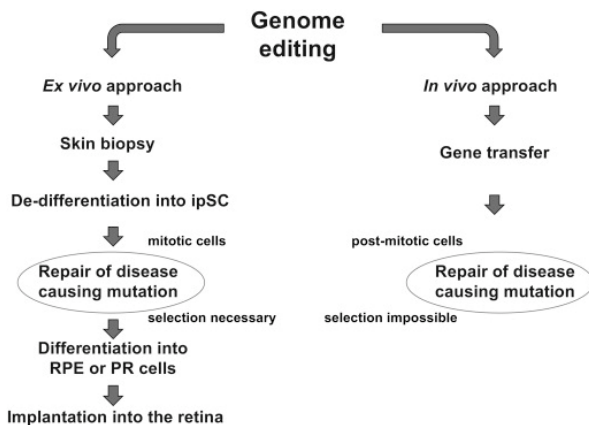 Genome
editing
Ex vivo approach
Skin biopsy
De-differentiation into ipSC
mitotic cells
Repair of disease
causing mutation
selection necessary
Differentiation into
RPE or PR cells
Implantation into the retina
In vivo approach
Gene transfer
post-mitotic cells
Repair of disease
causing mutation
selection impossible